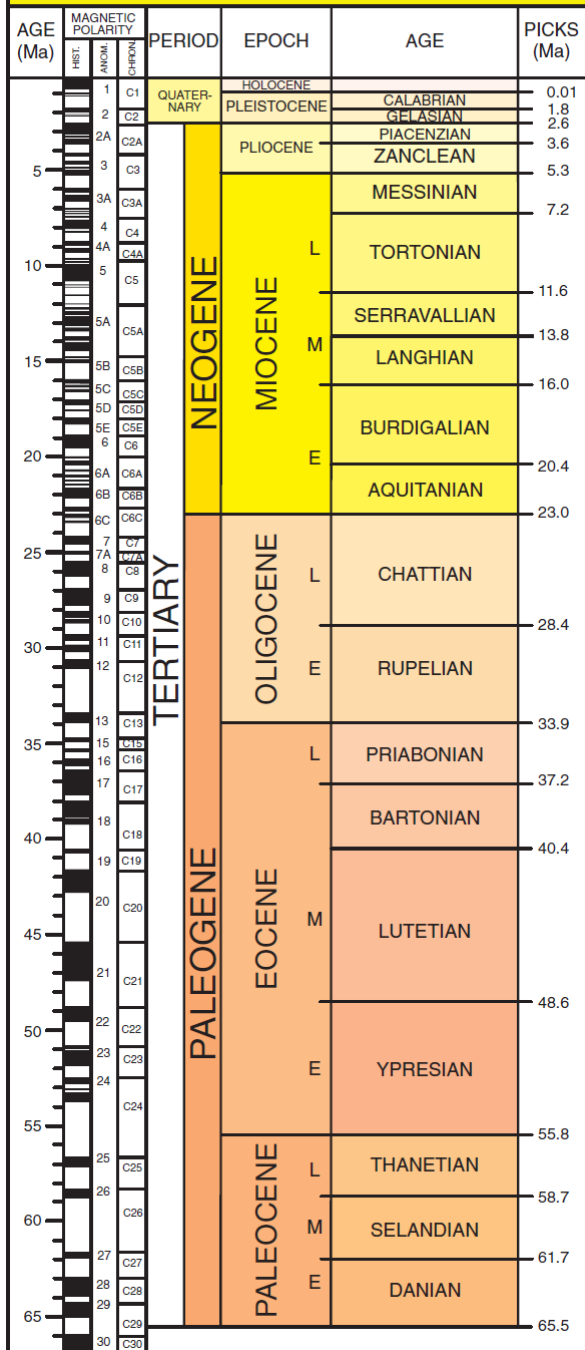 AGE (Ma)
MAGNETIC POLARITY
HIST.
ANOM.
CHRON.
PERIOD
EPOCH
AGE
PICKS (Ma)
5
10
15
20
25
30
35
40
45
50
55
60
65
1
2
2A
3
3A
4
4A
5
5A
5B
5C
5D
5E
6
6A
6B
6C
7
7A
8
9
10
11
12
13
15
16
17
18
19
20
21
22
23
24
25
26
27
28
29
30
C1
C2
C2A
C3
C3A
C4
C4A
C5
C5A
C5B
C5C
C5D
C5E
C6
C6A
C6B
C6C
C7
C7A
C8
C9
C10
C11
C12
C13
C15
C16
C17
C18
C19
C20
C21
C22
C23
C24
C25
C26
C27
C28
C29
C30
QUATER-
NARY
TERTIARY
NEOGENE
PALEOGENE
HOLOCENE
PLEISTOCENE
PLIOCENE
MIOCENE
L
M
E
OLIGOCENE
L
E
EOCENE
L
M
E
PALEOCENE
L
M
E
CALABRIAN
GELASIAN
PIACENZIAN
ZANCLEAN
MESSINIAN
TORTONIAN
SERRAVALLIAN
LANGHIAN
BURDIGALIAN
AQUITANIAN
CHATTIAN
RUPELIAN
PRIABONIAN
BARTONIAN
LUTETIAN
YPRESIAN
THANETIAN
SELANDIAN
DANIAN
0.01
1.8
2.6
3.6
5.3
7.2
11.6
13.8
16.0
20.4
23.0
28.4
33.9
37.2
40.4
48.6
55.8
58.7
61.7
65.5